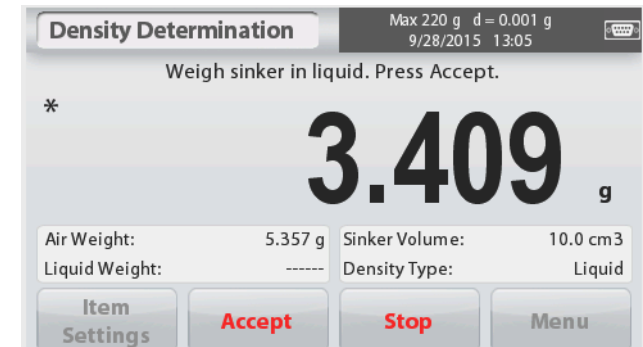 Density Determination
Max 220 g d = 0.001 g
9/28/2015 13:05
Weigh sinker in liquid. Press Accept.
*
3.409 g
Air Weight: 5.357 g
Liquid Weight: ------
Sinker Volume: 10.0 cm3
Density Type: Liquid
Item
Settings
Accept
Stop
Menu